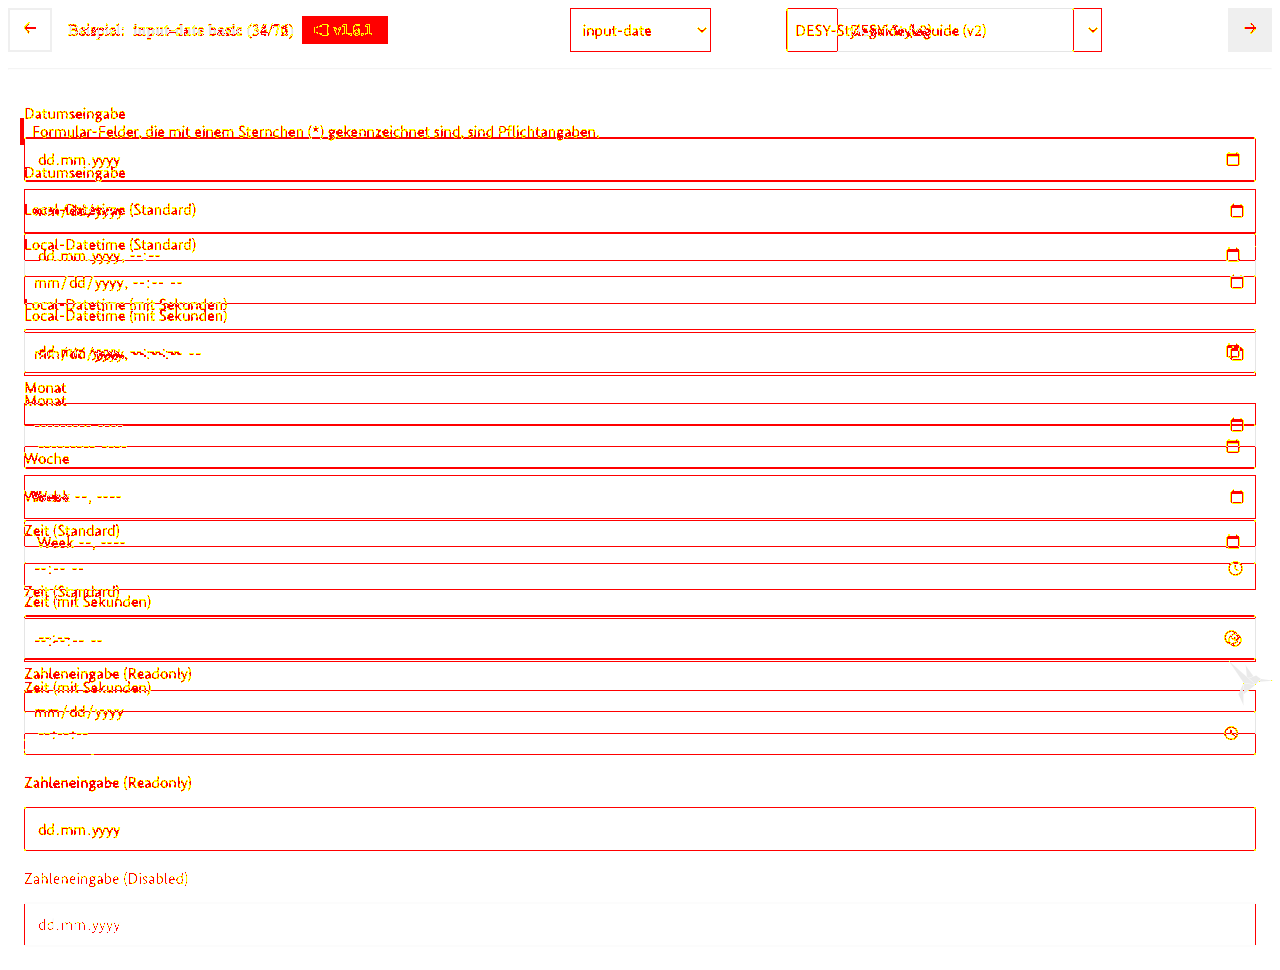 Beispiel: input-date basic (34/78) v1.6.1 input-date DESY-Styleguide (v2)
Datumseingabe
Formular-Felder, die mit einem Sternchen (*) gekennzeichnet sind, sind Pflichtangaben.
dd.mm.yyyy
Datumseingabe
mm/dd/yyyy
Local-Datetime (Standard)
Local-Datetime (Standard)
dd.mm.yyyy, --:--
mm/dd/yyyy, --:-- --
Local-Datetime (mit Sekunden)
Local-Datetime (mit Sekunden)
Monat
Monat
--------- ----
--------- ----
Woche
Week --, ----
Zeit (Standard)
Week --, ----
--:-- --
Zeit (Standard)
Zeit (mit Sekunden)
--:--:-- --
Zahleneingabe (Readonly)
Zeit (mit Sekunden)
mm/dd/yyyy
--:--:--
Zahleneingabe (Readonly)
dd.mm.yyyy
Zahleneingabe (Disabled)
dd.mm.yyyy